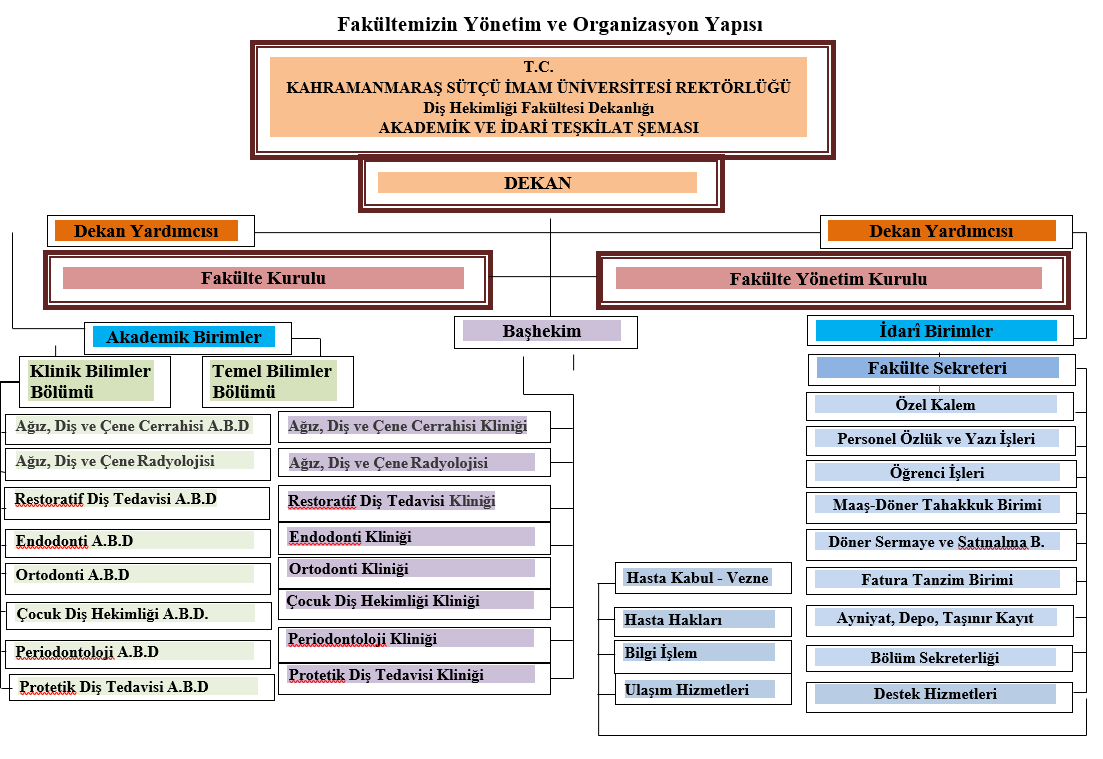 Fakültemizin Yönetim ve Organizasyon Yapısı
T.C.
KAHRAMANMARAŞ SÜTÇÜ İMAM ÜNİVERSİTESİ REKTÖRLÜĞÜ
Diş Hekimliği Fakültesi Dekanlığı
AKADEMİK VE İDARİ TEŞKİLAT ŞEMASI
DEKAN
Dekan Yardımcısı
Dekan Yardımcısı
Fakülte Kurulu
Fakülte Yönetim Kurulu
Akademik Birimler
Başhekim
İdarî Birimler
Klinik Bilimler
Bölümü
Temel Bilimler
Bölümü
Ağız, Diş ve Çene Cerrahisi A.B.D
Ağız, Diş ve Çene Radyolojisi
Restoratif Diş Tedavisi A.B.D
Endodonti A.B.D
Ortodonti A.B.D
Çocuk Diş Hekimliği A.B.D.
Periodontoloji A.B.D
Protetik Diş Tedavisi A.B.D
Ağız, Diş ve Çene Cerrahisi Kliniği
Ağız, Diş ve Çene Radyolojisi
Restoratif Diş Tedavisi Kliniği
Endodonti Kliniği
Ortodonti Kliniği
Çocuk Diş Hekimliği Kliniği
Periodontoloji Kliniği
Protetik Diş Tedavisi Kliniği
Hasta Kabul - Vezne
Hasta Hakları
Bilgi İşlem
Ulaşım Hizmetleri
Fakülte Sekreteri
Özel Kalem
Personel Özlük ve Yazı İşleri
Öğrenci İşleri
Maaş-Döner Tahakkuk Birimi
Döner Sermaye ve Satınalma B.
Fatura Tanzim Birimi
Ayniyat, Depo, Taşınır Kayıt
Bölüm Sekreterliği
Destek Hizmetleri